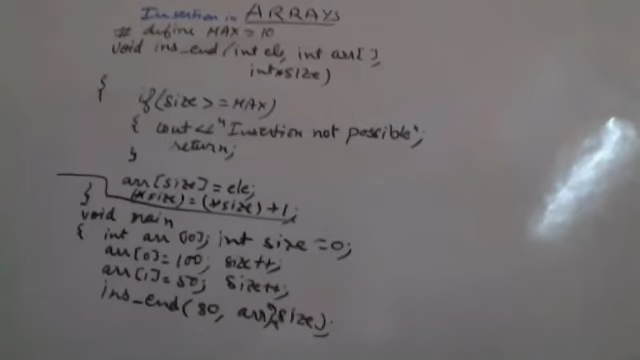 Insertion in ARRAYS
# define MAX = 10
void ins_end(int ele, int arr[],
int *size)
{
if(size >= MAX)
{ cout << "Insertion not possible";
return;
}
arr[size] = ele;
(*size) = (*size) + 1;
}
void main
{ int arr[10]; int size = 0;
arr[0] = 100; size++;
arr[1] = 50; size++;
ins_end(80, arr, size);